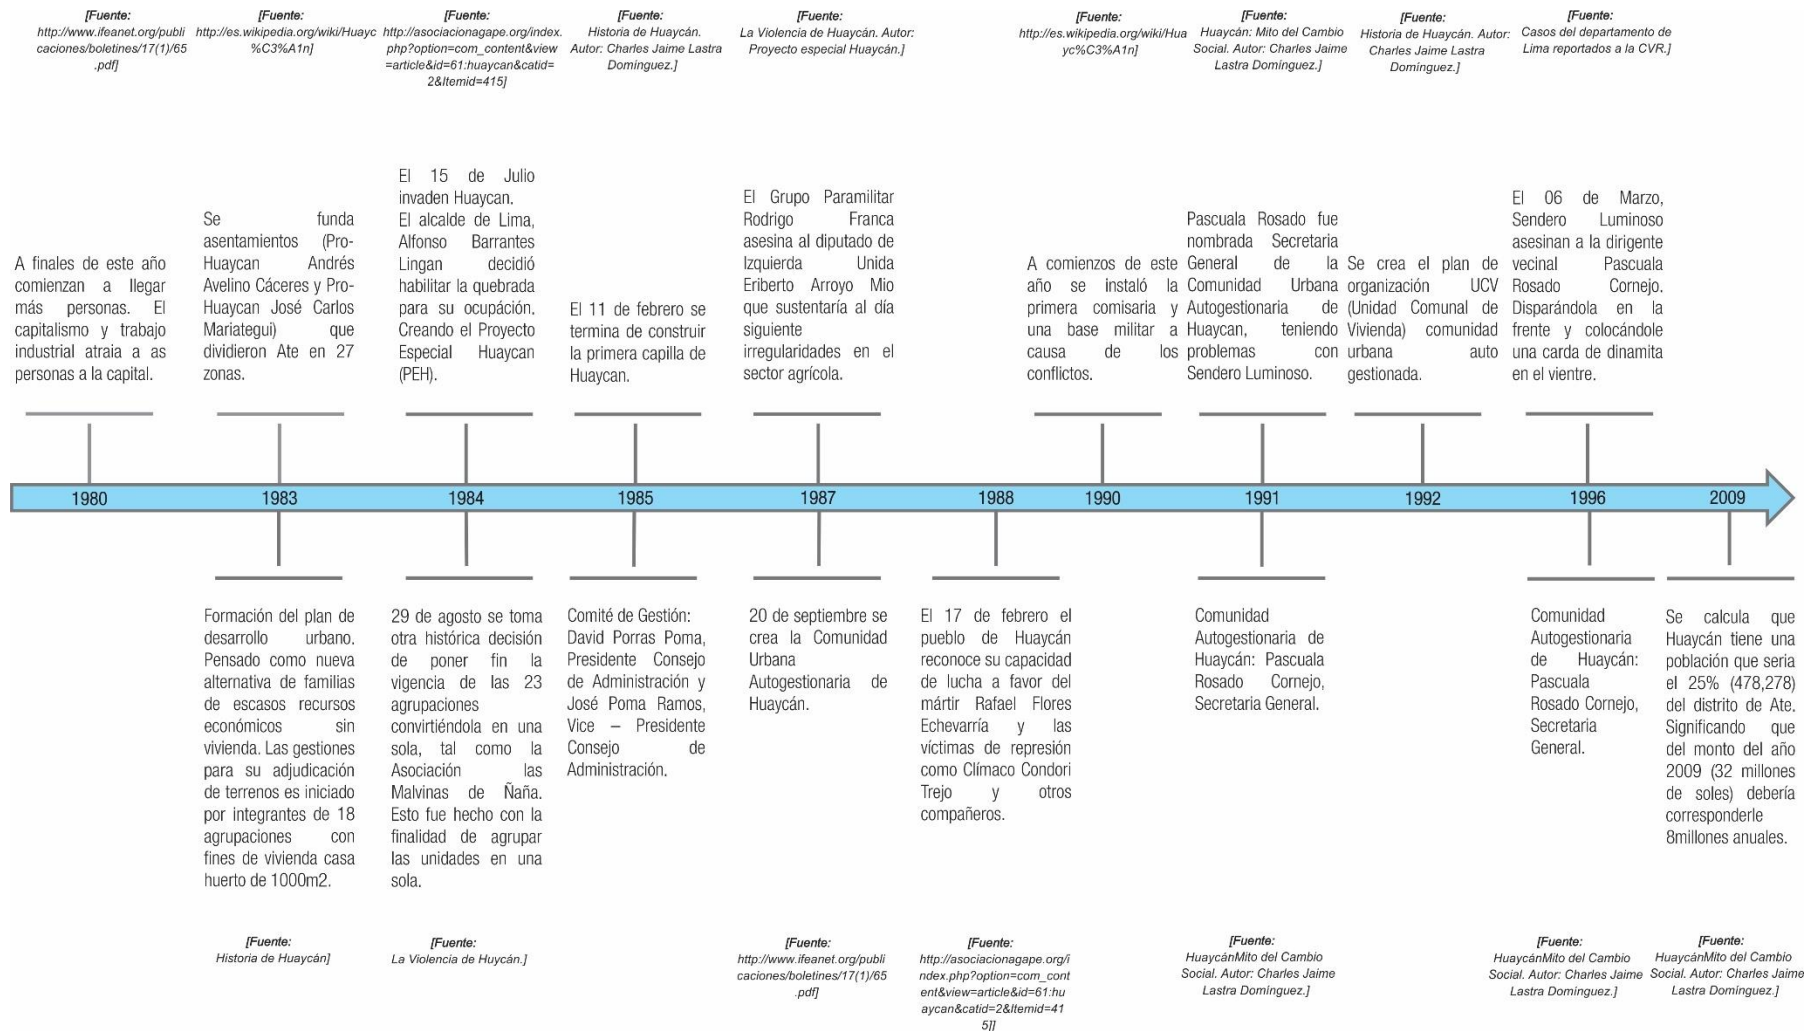 [Fuente:
http://www.ifeanet.org/publi
caciones/boletines/17(1)/65
.pdf]
[Fuente:
http://es.wikipedia.org/wiki/Huayc
%C3%A1n]
[Fuente:
http://asociacionagape.org/index.
php?option=com_content&view
=article&id=61:huaycan&catid=
2&Itemid=415]
[Fuente:
Historia de Huaycán.
Autor: Charles Jaime Lastra
Domínguez.]
[Fuente:
La Violencia de Huaycán. Autor:
Proyecto especial Huaycán.]
[Fuente:
http://es.wikipedia.org/wiki/Hua
yc%C3%A1n]
[Fuente:
Huaycán: Mito del Cambio
Social. Autor: Charles Jaime
Lastra Domínguez.]
[Fuente:
Historia de Huaycán. Autor:
Charles Jaime Lastra
Domínguez.]
[Fuente:
Casos del departamento de
Lima reportados a la CVR.]
A finales de este año
comienzan a llegar
más personas. El
capitalismo y trabajo
industrial atraia a as
personas a la capital.
Se funda
asentamientos (Pro-
Huaycan Andrés
Avelino Cáceres y Pro-
Huaycan José Carlos
Mariategui) que
dividieron Ate en 27
zonas.
El 15 de Julio
invaden Huaycan.
El alcalde de Lima,
Alfonso Barrantes
Lingan decidió
habilitar la quebrada
para su ocupáción.
Creando el Proyecto
Especial Huaycan
(PEH).
El 11 de febrero se
termina de construir
la primera capilla de
Huaycan.
El Grupo Paramilitar
Rodrigo Franca
asesina al diputado de
Izquierda Unida
Eriberto Arroyo Mio
que sustentaría al día
siguiente
irregularidades en el
sector agrícola.
A comienzos de este
año se instaló la
primera comisaria y
una base militar a
causa de los
conflictos.
Pascuala Rosado fue
nombrada Secretaria
General de la
Comunidad Urbana
Autogestionaria de
Huaycan, teniendo
problemas con
Sendero Luminoso.
Se crea el plan de
organización UCV
(Unidad Comunal de
Vivienda) comunidad
urbana auto
gestionada.
El 06 de Marzo,
Sendero Luminoso
asesinan a la dirigente
vecinal Pascuala
Rosado Cornejo.
Disparándola en la
frente y colocándole
una carda de dinamita
en el vientre.
1980 1983 1984 1985 1987 1988 1990 1991 1992 1996 2009
Formación del plan de
desarrollo urbano.
Pensado como nueva
alternativa de familias
de escasos recursos
económicos sin
vivienda. Las gestiones
para su adjudicación
de terrenos es iniciado
por integrantes de 18
agrupaciones con
fines de vivienda casa
huerto de 1000m2.
29 de agosto se toma
otra histórica decisión
de poner fin la
vigencia de las 23
agrupaciones
convirtiéndola en una
sola, tal como la
Asociación las
Malvinas de Ñaña.
Esto fue hecho con la
finalidad de agrupar
las unidades en una
sola.
Comité de Gestión:
David Porras Poma,
Presidente Consejo
de Administración y
José Poma Ramos,
Vice – Presidente
Consejo de
Administración.
20 de septiembre se
crea la Comunidad
Urbana
Autogestionaria de
Huaycán.
El 17 de febrero el
pueblo de Huaycán
reconoce su capacidad
de lucha a favor del
mártir Rafael Flores
Echevarría y las
víctimas de represión
como Clímaco Condori
Trejo y otros
compañeros.
Comunidad
Autogestionaria de
Huaycán: Pascuala
Rosado Cornejo,
Secretaria General.
Comunidad
Autogestionaria
de Huaycán:
Pascuala
Rosado Cornejo,
Secretaria
General.
Se calcula que
Huaycán tiene una
población que seria
el 25% (478,278)
del distrito de Ate.
Significando que
del monto del año
2009 (32 millones
de soles) debería
corresponderle
8millones anuales.
[Fuente:
Historia de Huaycán]
[Fuente:
La Violencia de Huycán.]
[Fuente:
http://www.ifeanet.org/publi
caciones/boletines/17(1)/65
.pdf]
[Fuente:
http://asociacionagape.org/i
ndex.php?option=com_cont
ent&view=article&id=61:hu
aycan&catid=2&Itemid=41
5]]
[Fuente:
HuaycánMito del Cambio
Social. Autor: Charles Jaime
Lastra Domínguez.]
[Fuente:
HuaycánMito del Cambio
Social. Autor: Charles Jaime
Lastra Domínguez.]
[Fuente:
HuaycánMito del Cambio
Social. Autor: Charles Jaime
Lastra Domínguez.]